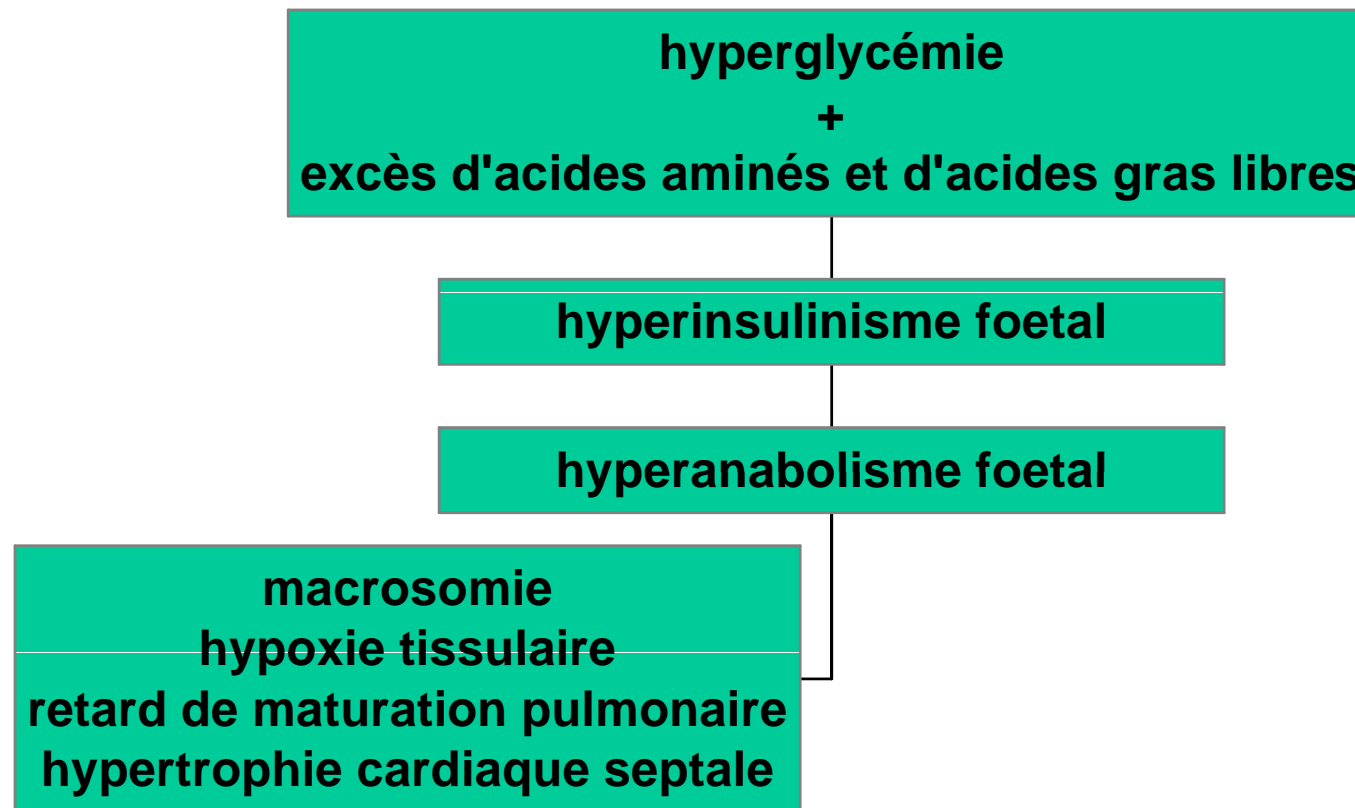 hyperglycémie
+
excès d'acides aminés et d'acides gras libres
hyperinsulinisme foetal
hyperanabolisme foetal
macrosomie
hypoxie tissulaire
retard de maturation pulmonaire
hypertrophie cardiaque septale